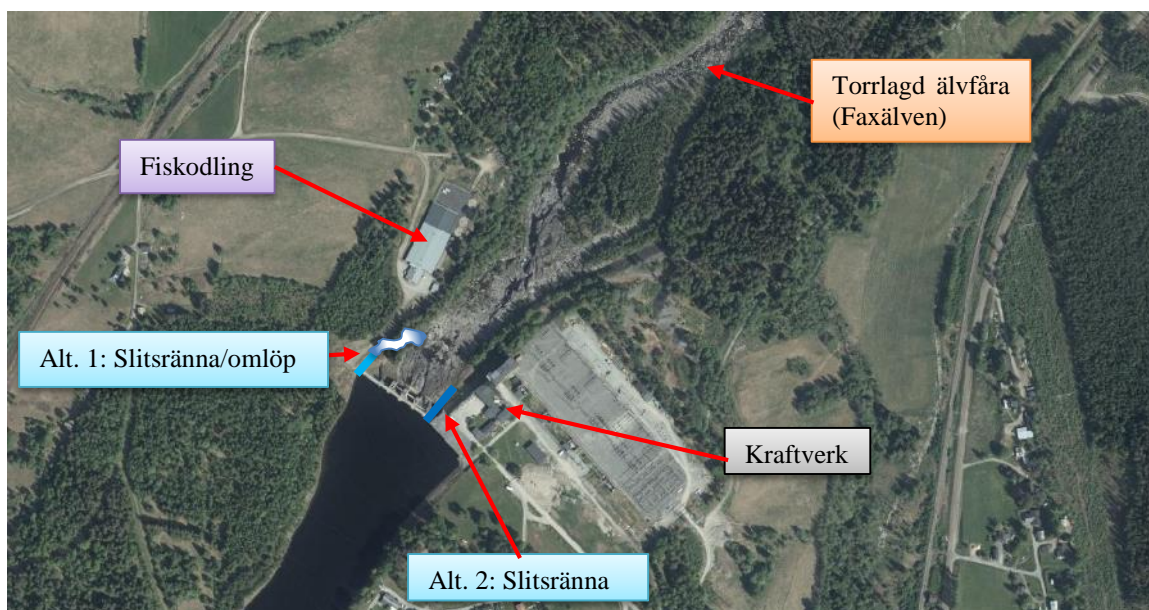 Torrlagd älvfåra
(Faxälven)
Fiskodling
Alt. 1: Slitsränna/omlöp
Kraftverk
Alt. 2: Slitsränna